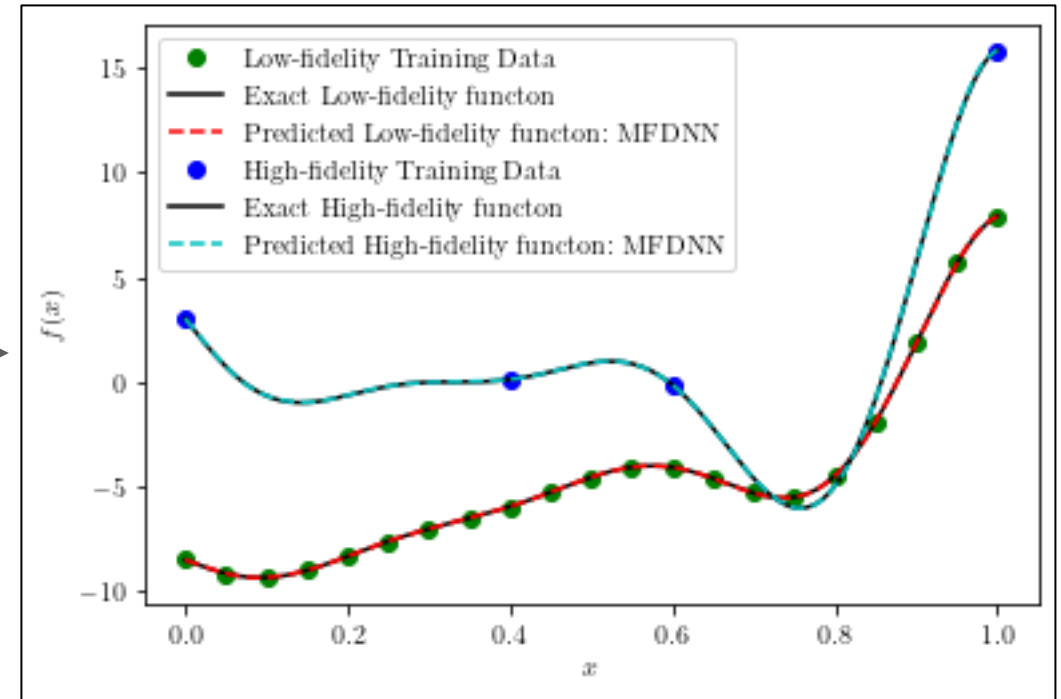 Low-fidelity Training Data
Exact Low-fidelity functon
Predicted Low-fidelity functon: MFDNN
High-fidelity Training Data
Exact High-fidelity functon
Predicted High-fidelity functon: MFDNN
15
10
5
0
−5
−10
f(x)
0.0 0.2 0.4 0.6 0.8 1.0
x